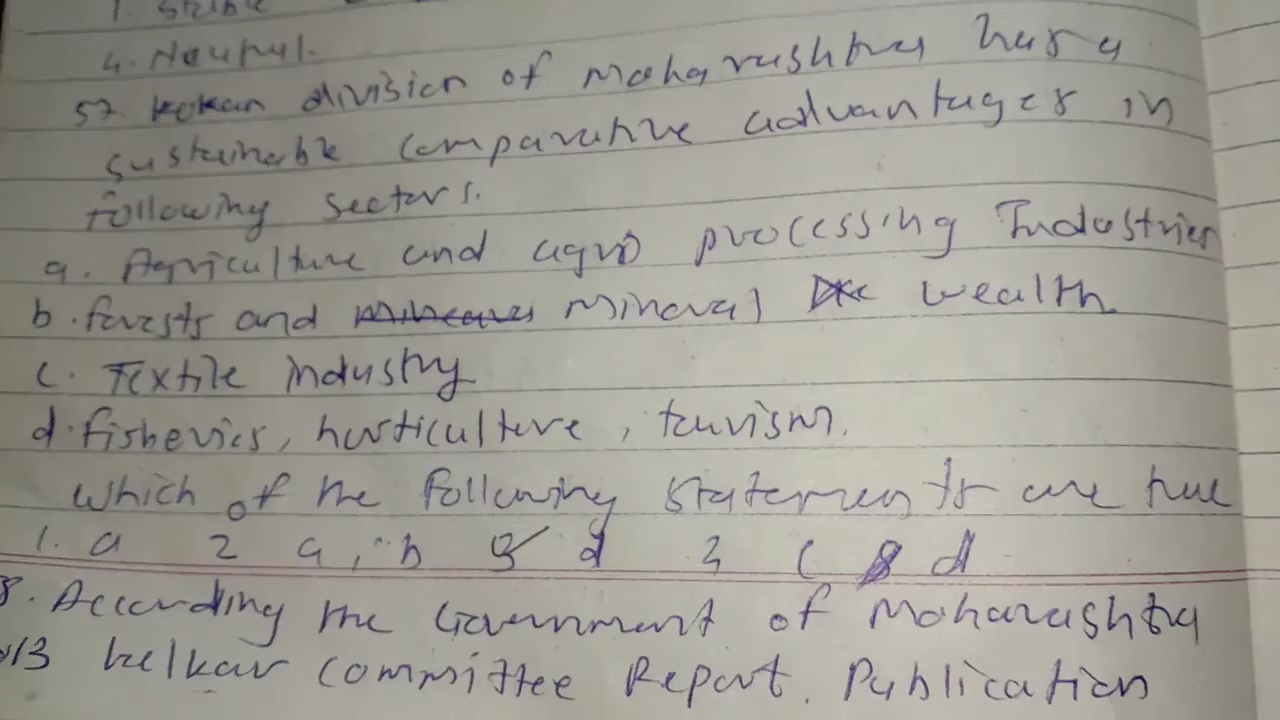 4. Neutral.
57 Kokan division of Maharashtra has a
sustainable comparative advantages in
following sectors.
a. Agriculture and agro processing Industries
b. forests and Mineral wealth
c. Textile industry
d. fisheries, horticulture, tourism.
which of the following statements are true
1. a 2 a, b 3 d 3 c d
8. According the Government of Maharashtra
13 kelkar committee Report. Publication